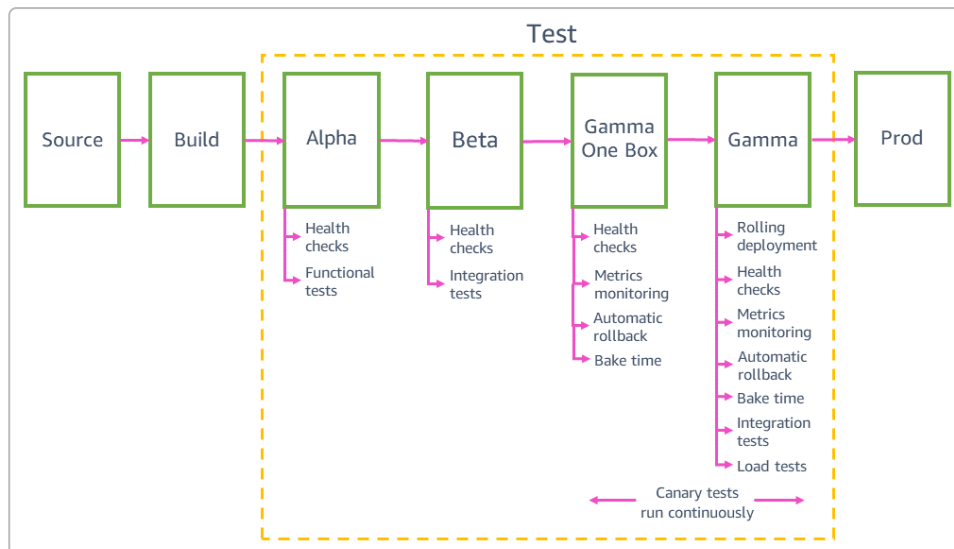 Test
Source
Build
Alpha
Beta
Gamma
One Box
Gamma
Prod
Health
checks
Functional
tests
Health
checks
Integration
tests
Health
checks
Metrics
monitoring
Automatic
rollback
Bake time
Rolling
deployment
Health
checks
Metrics
monitoring
Automatic
rollback
Bake time
Integration
tests
Load tests
Canary tests
run continuously